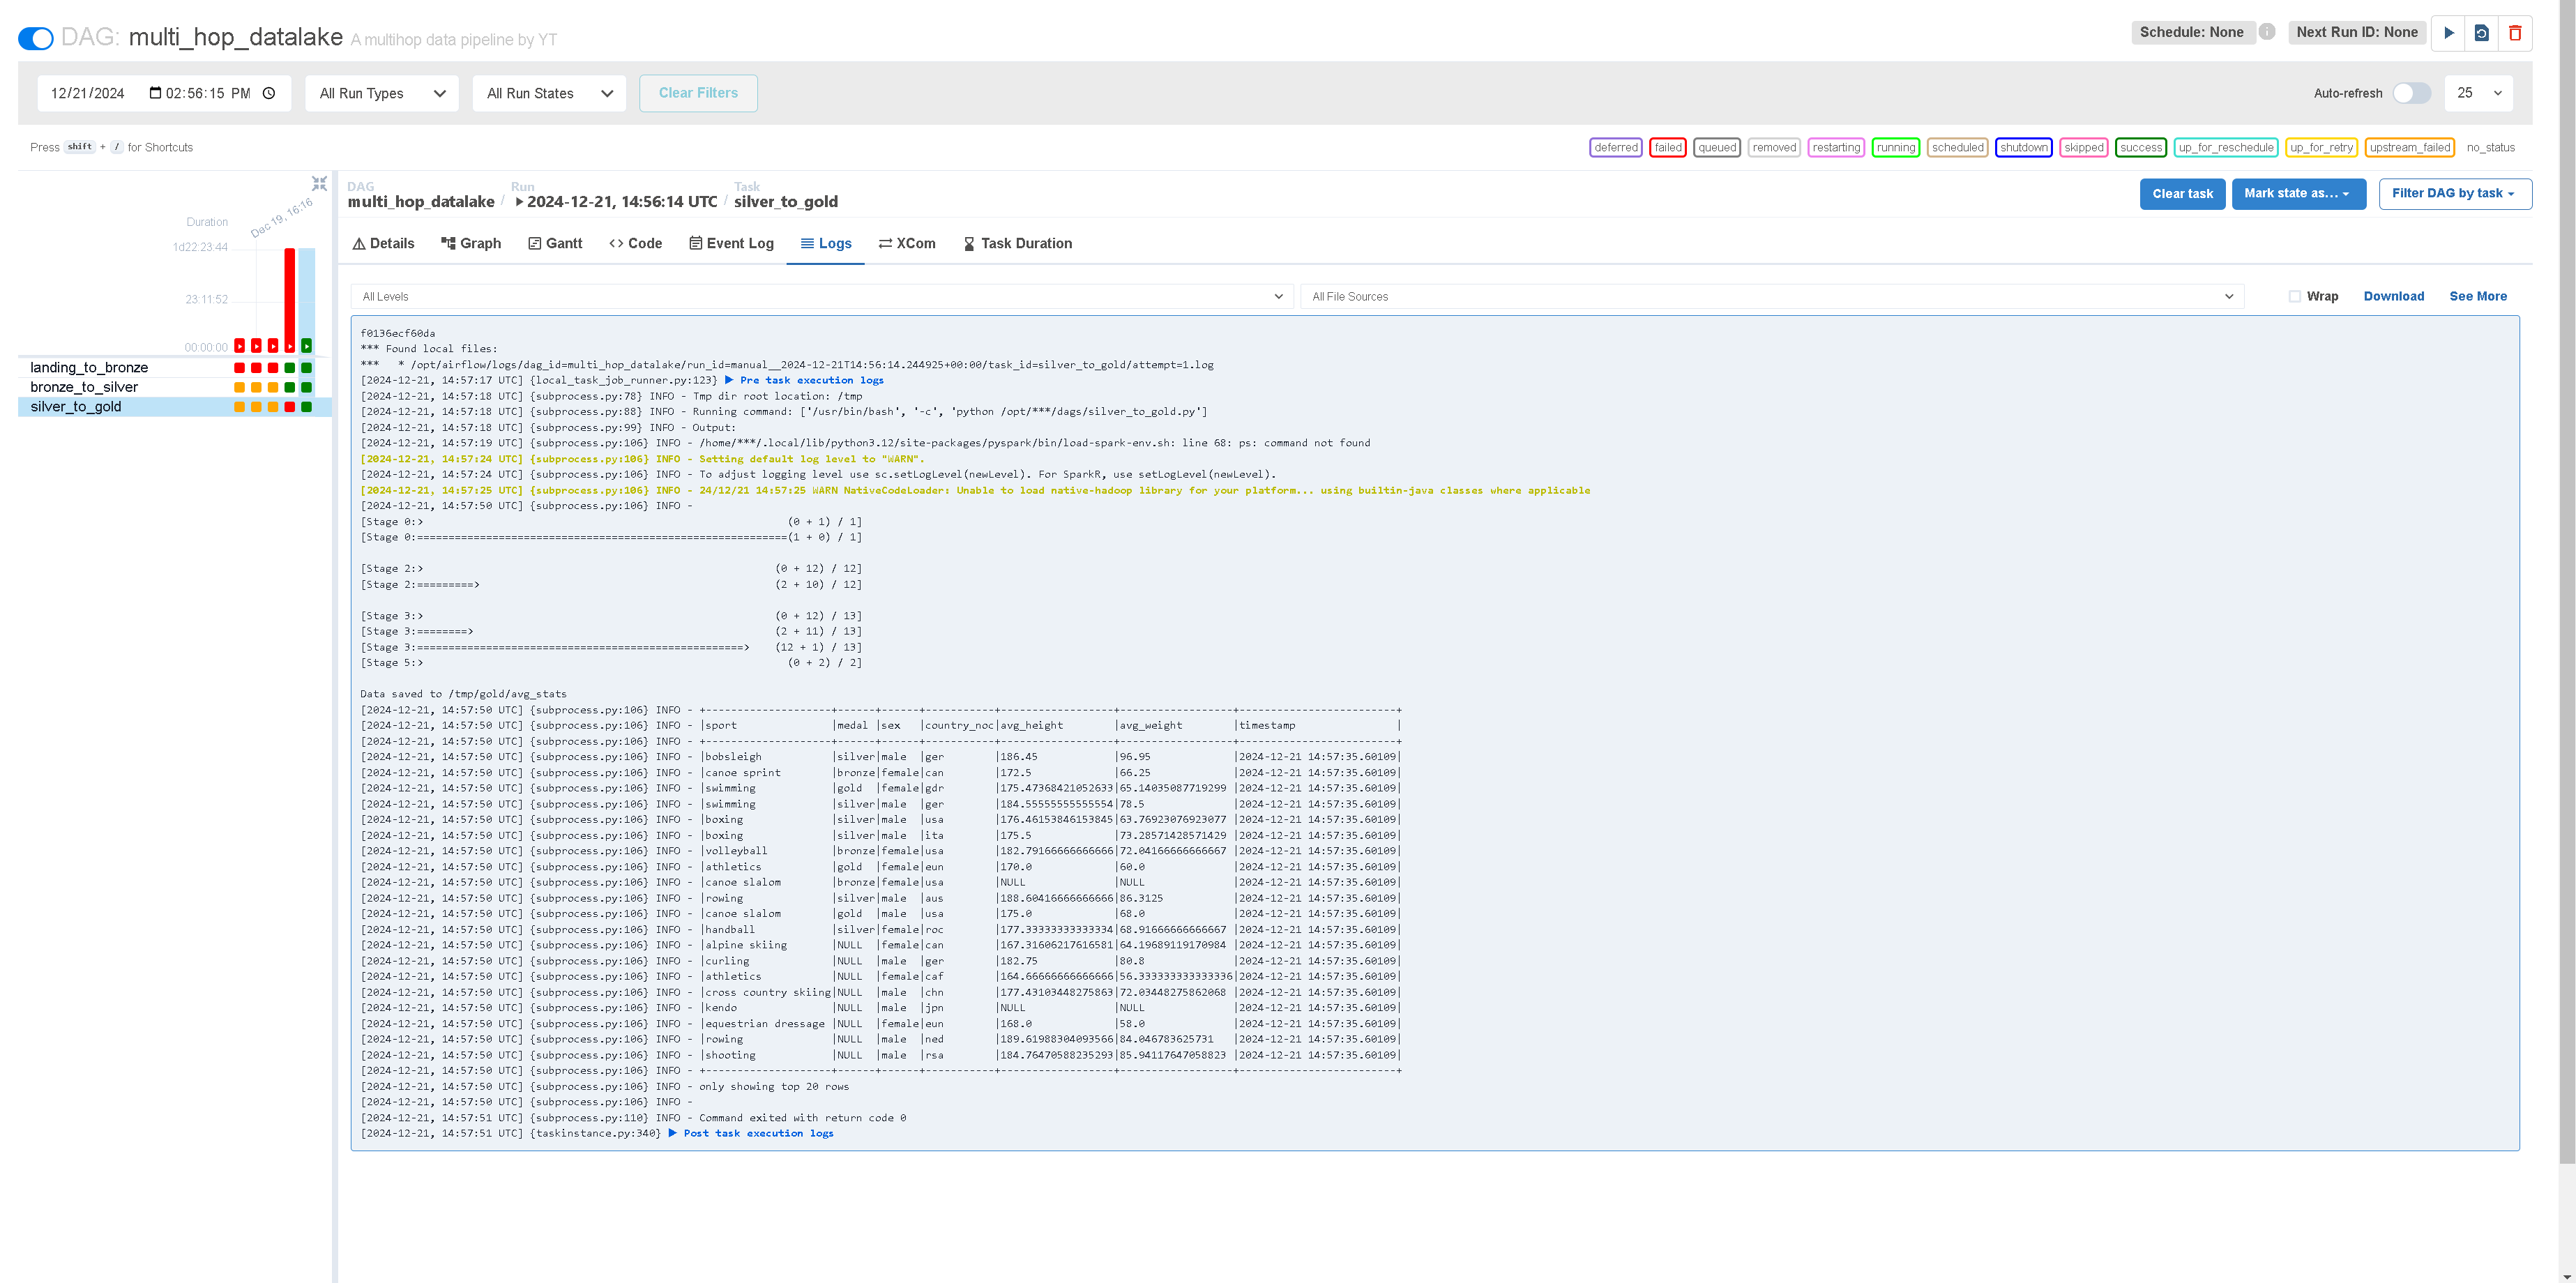 DAG: multi_hop_datalake A multihop data pipeline by YT
Schedule: None
Next Run ID: None
12/21/2024 02:56:15 PM
All Run Types
All Run States
Clear Filters
Auto-refresh
25
Press shift + / for Shortcuts
deferred failed queued removed restarting running scheduled shutdown skipped success up_for_reschedule up_for_retry upstream_failed no_status
Duration
Dec 19, 16:16
1d22:23:44
23:11:52
00:00:00
landing_to_bronze
bronze_to_silver
silver_to_gold
DAG Run Task
multi_hop_datalake / 2024-12-21, 14:56:14 UTC / silver_to_gold
Clear task
Mark state as...
Filter DAG by task
Details Graph Gantt Code Event Log Logs XCom Task Duration
All Levels
All File Sources
Wrap
Download
See More
f0136ecf60da
*** Found local files:
***   * /opt/airflow/logs/dag_id=multi_hop_datalake/run_id=manual__2024-12-21T14:56:14.244925+00:00/task_id=silver_to_gold/attempt=1.log
[2024-12-21, 14:57:17 UTC] {local_task_job_runner.py:123} ▶ Pre task execution logs
[2024-12-21, 14:57:18 UTC] {subprocess.py:78} INFO - Tmp dir root location: /tmp
[2024-12-21, 14:57:18 UTC] {subprocess.py:88} INFO - Running command: ['/usr/bin/bash', '-c', 'python /opt/***/dags/silver_to_gold.py']
[2024-12-21, 14:57:18 UTC] {subprocess.py:99} INFO - Output:
[2024-12-21, 14:57:19 UTC] {subprocess.py:106} INFO - /home/***/.local/lib/python3.12/site-packages/pyspark/bin/load-spark-env.sh: line 68: ps: command not found
[2024-12-21, 14:57:24 UTC] {subprocess.py:106} INFO - Setting default log level to "WARN".
[2024-12-21, 14:57:24 UTC] {subprocess.py:106} INFO - To adjust logging level use sc.setLogLevel(newLevel). For SparkR, use setLogLevel(newLevel).
[2024-12-21, 14:57:25 UTC] {subprocess.py:106} INFO - 24/12/21 14:57:25 WARN NativeCodeLoader: Unable to load native-hadoop library for your platform... using builtin-java classes where applicable
[2024-12-21, 14:57:50 UTC] {subprocess.py:106} INFO -
[Stage 0:>                                                          (0 + 1) / 1]
[Stage 0:===========================================================(1 + 0) / 1]
[Stage 2:>                                                        (0 + 12) / 12]
[Stage 2:=========>                                               (2 + 10) / 12]
[Stage 3:>                                                        (0 + 12) / 13]
[Stage 3:========>                                                (2 + 11) / 13]
[Stage 3:====================================================>    (12 + 1) / 13]
[Stage 5:>                                                          (0 + 2) / 2]
Data saved to /tmp/gold/avg_stats
[2024-12-21, 14:57:50 UTC] {subprocess.py:106} INFO - +--------------------+------+------+-----------+------------------+------------------+-------------------------+
[2024-12-21, 14:57:50 UTC] {subprocess.py:106} INFO - |sport               |medal |sex   |country_noc|avg_height        |avg_weight        |timestamp                |
[2024-12-21, 14:57:50 UTC] {subprocess.py:106} INFO - +--------------------+------+------+-----------+------------------+------------------+-------------------------+
[2024-12-21, 14:57:50 UTC] {subprocess.py:106} INFO - |bobsleigh           |silver|male  |ger        |186.45            |96.95             |2024-12-21 14:57:35.60109|
[2024-12-21, 14:57:50 UTC] {subprocess.py:106} INFO - |canoe sprint        |bronze|female|can        |172.5             |66.25             |2024-12-21 14:57:35.60109|
[2024-12-21, 14:57:50 UTC] {subprocess.py:106} INFO - |swimming            |gold  |female|gdr        |175.47368421052633|65.14035087719299 |2024-12-21 14:57:35.60109|
[2024-12-21, 14:57:50 UTC] {subprocess.py:106} INFO - |swimming            |silver|male  |ger        |184.55555555555554|78.5              |2024-12-21 14:57:35.60109|
[2024-12-21, 14:57:50 UTC] {subprocess.py:106} INFO - |boxing              |silver|male  |usa        |176.46153846153845|63.76923076923077 |2024-12-21 14:57:35.60109|
[2024-12-21, 14:57:50 UTC] {subprocess.py:106} INFO - |boxing              |silver|male  |ita        |175.5             |73.28571428571429 |2024-12-21 14:57:35.60109|
[2024-12-21, 14:57:50 UTC] {subprocess.py:106} INFO - |volleyball          |bronze|female|usa        |182.79166666666666|72.04166666666667 |2024-12-21 14:57:35.60109|
[2024-12-21, 14:57:50 UTC] {subprocess.py:106} INFO - |athletics           |gold  |female|eun        |170.0             |60.0              |2024-12-21 14:57:35.60109|
[2024-12-21, 14:57:50 UTC] {subprocess.py:106} INFO - |canoe slalom        |bronze|female|usa        |NULL              |NULL              |2024-12-21 14:57:35.60109|
[2024-12-21, 14:57:50 UTC] {subprocess.py:106} INFO - |rowing              |silver|male  |aus        |188.60416666666666|86.3125           |2024-12-21 14:57:35.60109|
[2024-12-21, 14:57:50 UTC] {subprocess.py:106} INFO - |canoe slalom        |gold  |male  |usa        |175.0             |68.0              |2024-12-21 14:57:35.60109|
[2024-12-21, 14:57:50 UTC] {subprocess.py:106} INFO - |handball            |silver|female|roc        |177.33333333333334|68.91666666666667 |2024-12-21 14:57:35.60109|
[2024-12-21, 14:57:50 UTC] {subprocess.py:106} INFO - |alpine skiing       |NULL  |female|can        |167.31606217616581|64.19689119170984 |2024-12-21 14:57:35.60109|
[2024-12-21, 14:57:50 UTC] {subprocess.py:106} INFO - |curling             |NULL  |male  |ger        |182.75            |80.8              |2024-12-21 14:57:35.60109|
[2024-12-21, 14:57:50 UTC] {subprocess.py:106} INFO - |athletics           |NULL  |female|caf        |164.66666666666666|56.333333333333336|2024-12-21 14:57:35.60109|
[2024-12-21, 14:57:50 UTC] {subprocess.py:106} INFO - |cross country skiing|NULL  |male  |chn        |177.43103448275863|72.03448275862068 |2024-12-21 14:57:35.60109|
[2024-12-21, 14:57:50 UTC] {subprocess.py:106} INFO - |kendo               |NULL  |male  |jpn        |NULL              |NULL              |2024-12-21 14:57:35.60109|
[2024-12-21, 14:57:50 UTC] {subprocess.py:106} INFO - |equestrian dressage |NULL  |female|eun        |168.0             |58.0              |2024-12-21 14:57:35.60109|
[2024-12-21, 14:57:50 UTC] {subprocess.py:106} INFO - |rowing              |NULL  |male  |ned        |189.61988304093566|84.046783625731   |2024-12-21 14:57:35.60109|
[2024-12-21, 14:57:50 UTC] {subprocess.py:106} INFO - |shooting            |NULL  |male  |rsa        |184.76470588235293|85.94117647058823 |2024-12-21 14:57:35.60109|
[2024-12-21, 14:57:50 UTC] {subprocess.py:106} INFO - +--------------------+------+------+-----------+------------------+------------------+-------------------------+
[2024-12-21, 14:57:50 UTC] {subprocess.py:106} INFO - only showing top 20 rows
[2024-12-21, 14:57:50 UTC] {subprocess.py:106} INFO -
[2024-12-21, 14:57:51 UTC] {subprocess.py:110} INFO - Command exited with return code 0
[2024-12-21, 14:57:51 UTC] {taskinstance.py:340} ▶ Post task execution logs